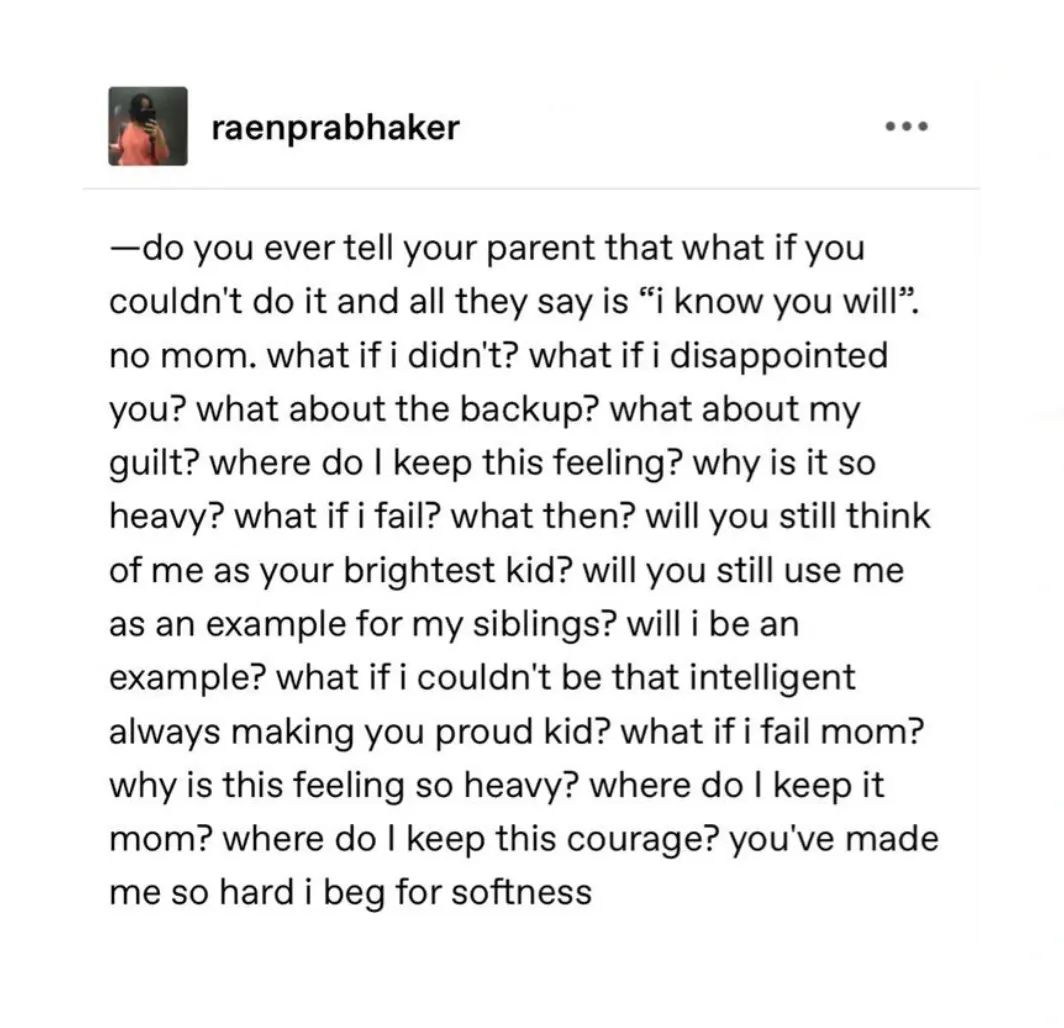 raenprabhaker
—do you ever tell your parent that what if you
couldn't do it and all they say is “i know you will”.
no mom. what if i didn't? what if i disappointed
you? what about the backup? what about my
guilt? where do I keep this feeling? why is it so
heavy? what if i fail? what then? will you still think
of me as your brightest kid? will you still use me
as an example for my siblings? will i be an
example? what if i couldn't be that intelligent
always making you proud kid? what if i fail mom?
why is this feeling so heavy? where do I keep it
mom? where do I keep this courage? you've made
me so hard i beg for softness